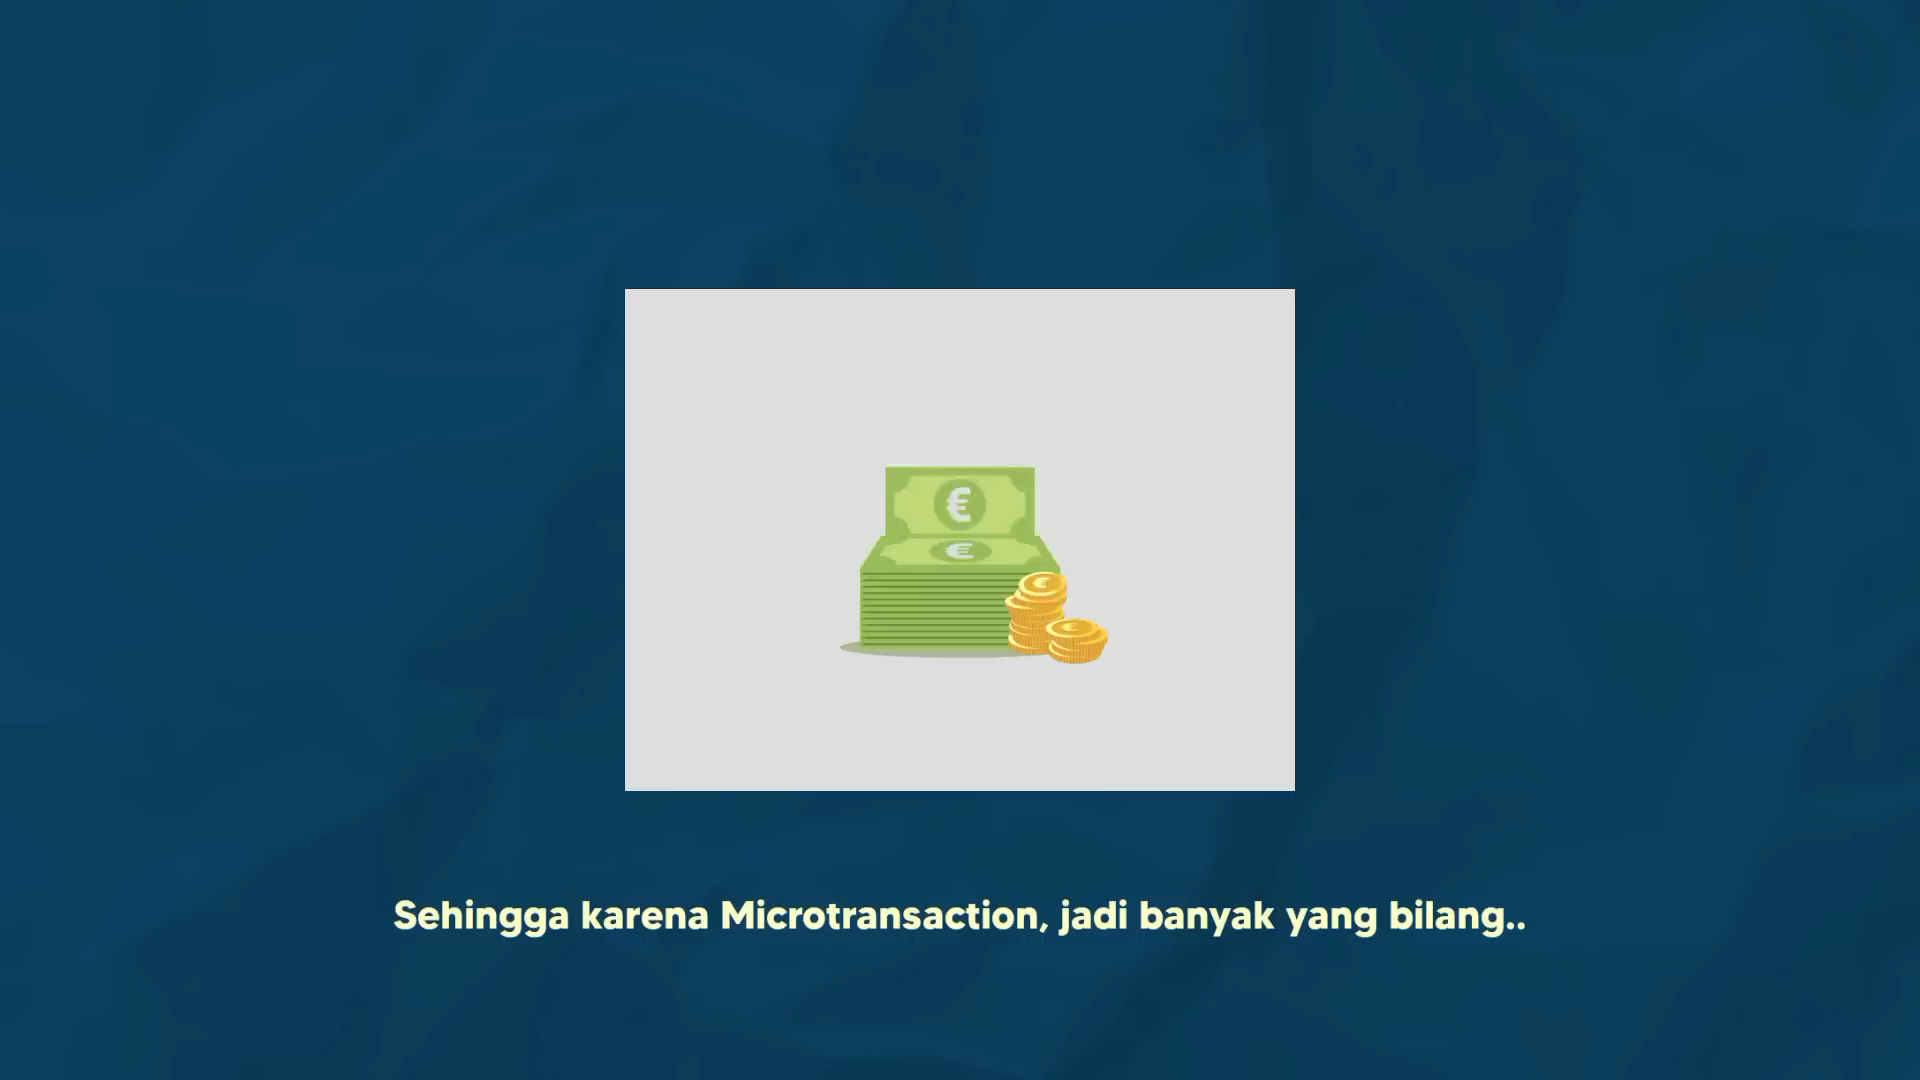 €
€
€
€
Sehingga karena Microtransaction, jadi banyak yang bilang..